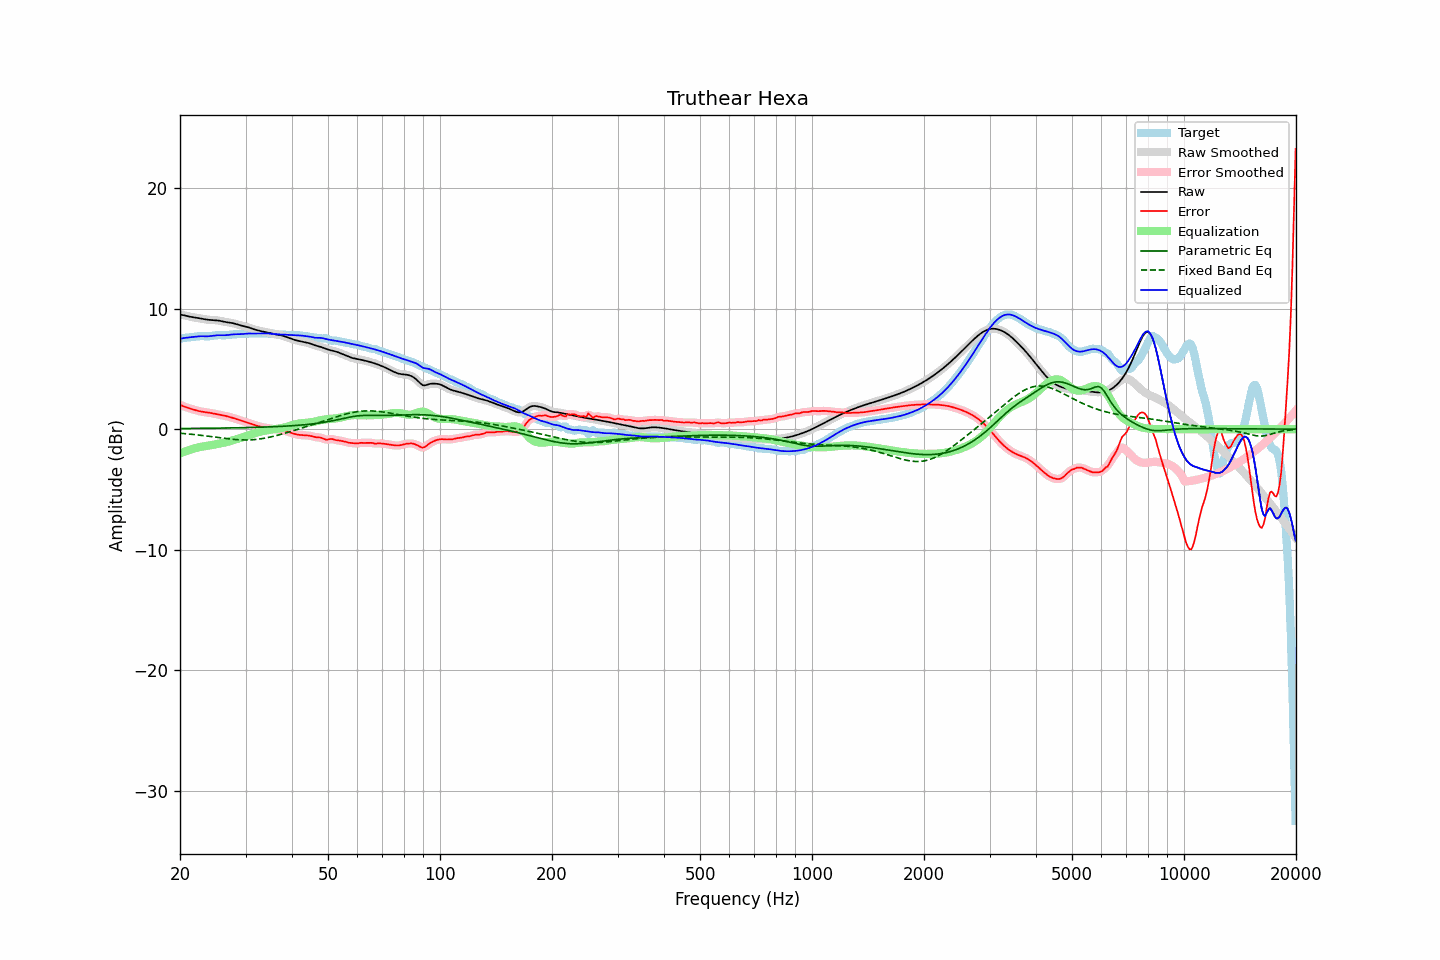 Truthear Hexa
Target
Raw Smoothed
Error Smoothed
Raw
Error
Equalization
Parametric Eq
Fixed Band Eq
Equalized
Amplitude (dBr)
20
10
0
−10
−20
−30
20 50 100 200 500 1000 2000 5000 10000 20000
Frequency (Hz)